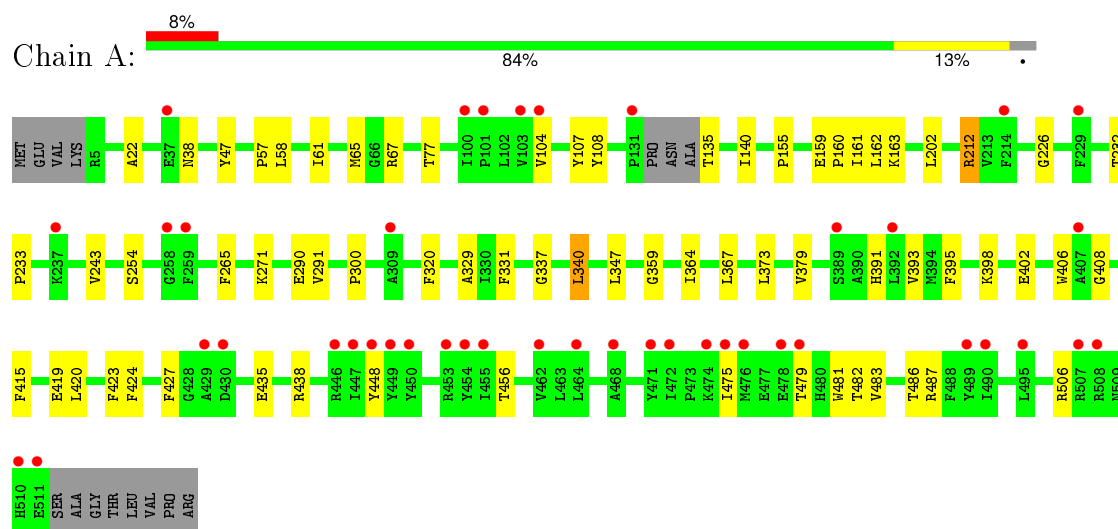 8%
Chain A:
84% 13% •
MET GLU VAL LYS R5 A22 E37 N38 Y47 P57 L58 I61 M65 G66 R67 T77 I100 P101 L102 V103 V104 Y107 Y108 P131 PRO ASN ALA T135 I140 P155 E159 P160 I161 L162 K163 L202 R212 V213 F214 G226 F229 T232
P233 K237 V243 S254 G258 F259 F265 K271 E290 V291 P300 A309 F320 A329 I330 F331 G337 L340 L347 G359 I364 L367 L373 V379 S389 A390 H391 L392 V393 M394 F395 K398 E402 W406 A407 G408
F415 E419 L420 F423 F424 F427 G428 A429 D430 E435 R438 R446 I447 Y448 Y449 Y450 R453 Y454 I455 T456 V462 L463 L464 A468 Y471 I472 P473 K474 I475 M476 E477 E478 T479 H480 W481 T482 V483 T486 R487 F488 Y489 I490 L495 R506 R507 R508 N509
H510 E511 SER ALA GLY THR LEU VAL PRO ARG